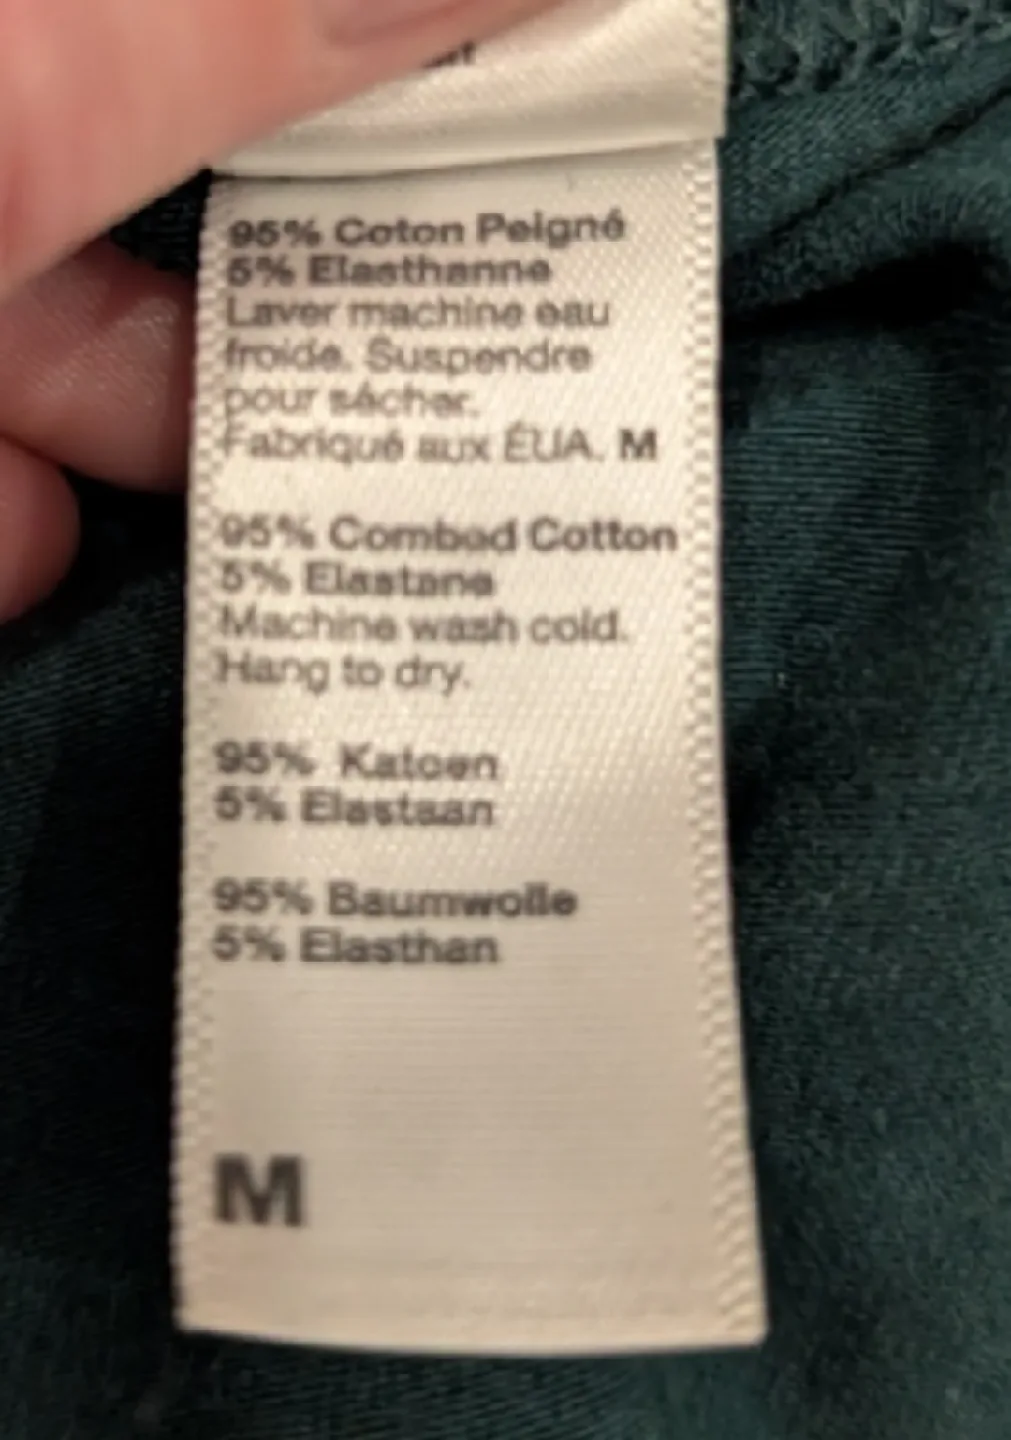 95% Coton Peigné
5% Elasthanne
Laver machine eau
froide. Suspendre
pour sécher.
Fabriqué aux ÉUA. M
95% Combed Cotton
5% Elastane
Machine wash cold.
Hang to dry.
95% Katoen
5% Elastaan
95% Baumwolle
5% Elasthan
M